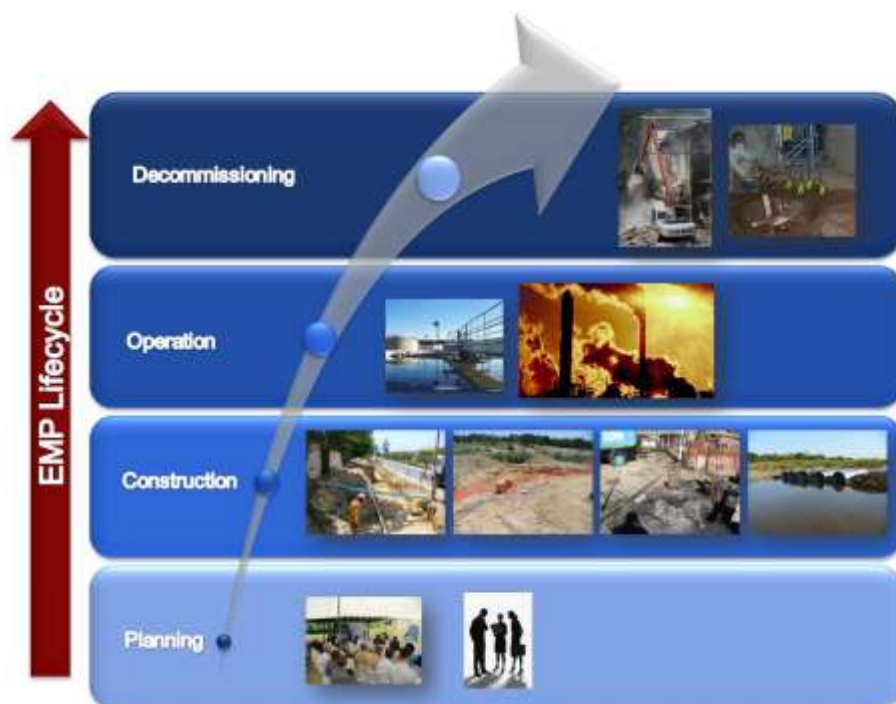 EMP Lifecycle
Decommissioning
Operation
Construction
Planning